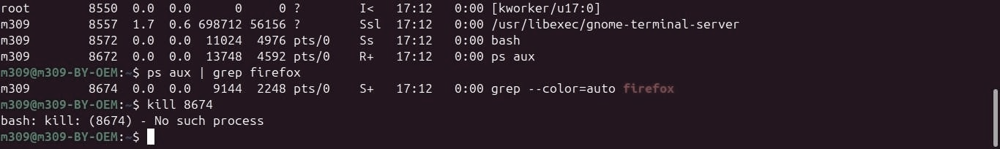 root        8550  0.0  0.0      0     0 ?        I<   17:12   0:00 [kworker/u17:0]
m309        8557  1.7  0.6 698712 56156 ?        Ssl  17:12   0:00 /usr/libexec/gnome-terminal-server
m309        8572  0.0  0.0  11024  4976 pts/0    Ss   17:12   0:00 bash
m309        8672  0.0  0.0  13748  4592 pts/0    R+   17:12   0:00 ps aux
m309@m309-BY-OEM:~$ ps aux | grep firefox
m309        8674  0.0  0.0   9144  2248 pts/0    S+   17:12   0:00 grep --color=auto firefox
m309@m309-BY-OEM:~$ kill 8674
bash: kill: (8674) - No such process
m309@m309-BY-OEM:~$